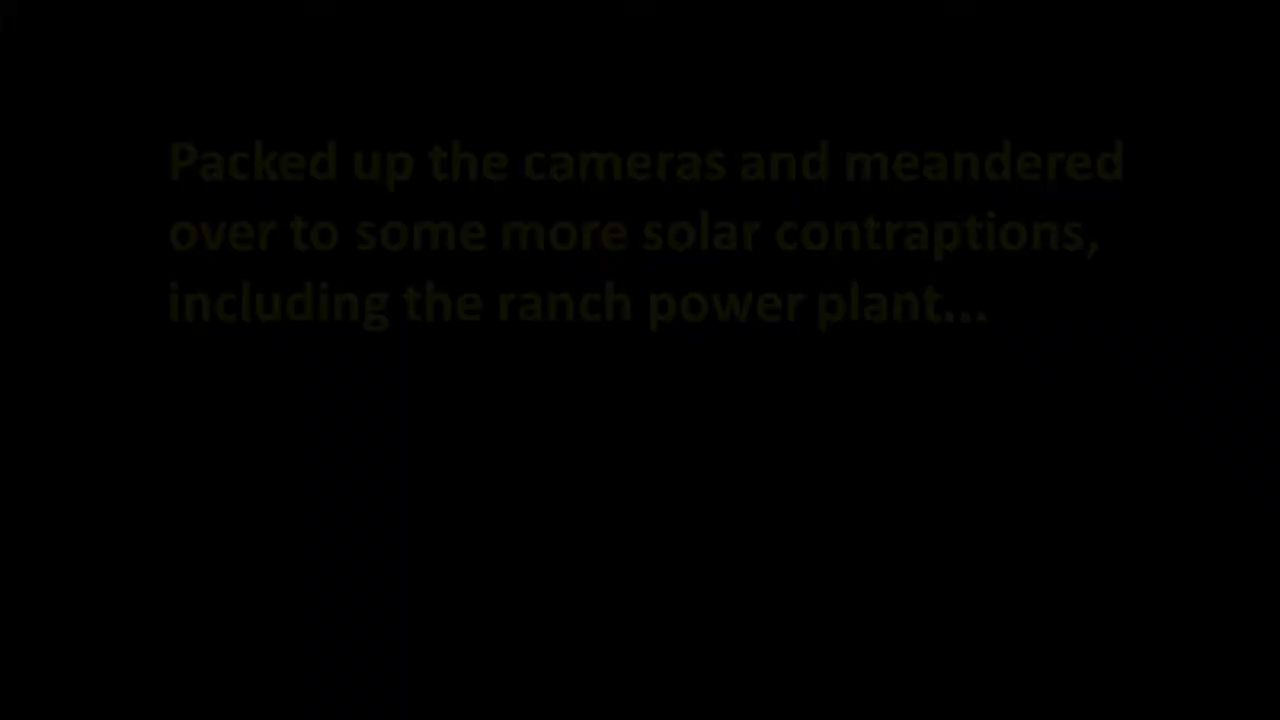 Packed up the cameras and meandered
over to some more solar contraptions,
including the ranch power plant...